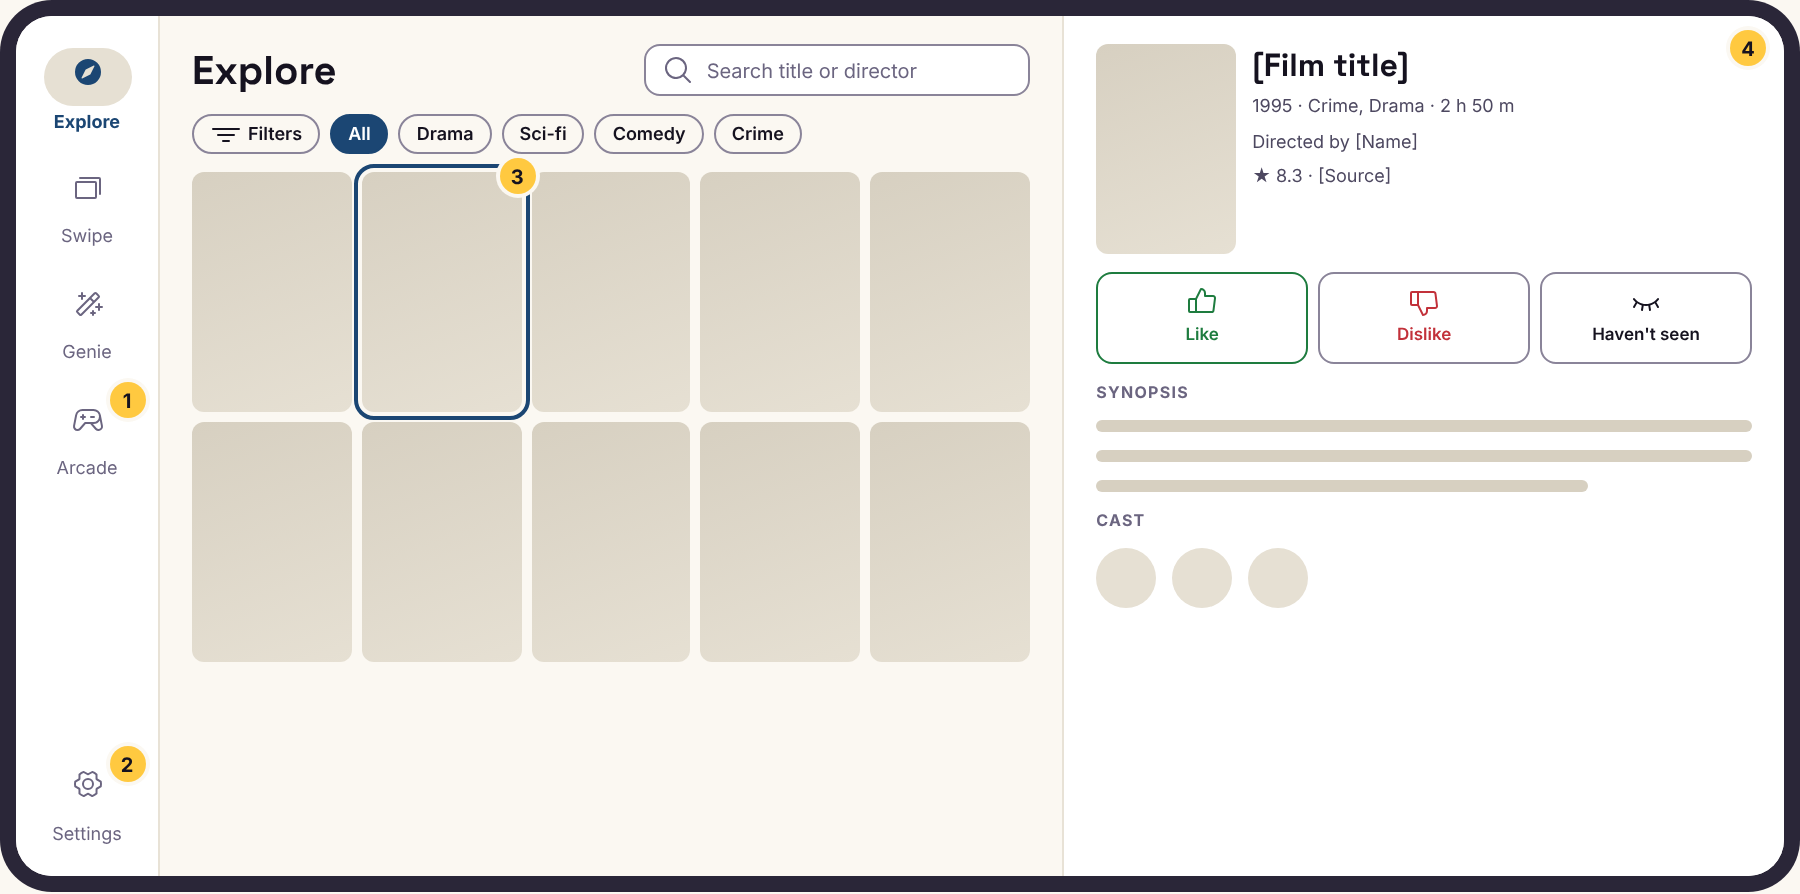 Explore
Swipe
Genie
1
Arcade
2
Settings
Explore
Search title or director
Filters
All
Drama
Sci-fi
Comedy
Crime
3
4
[Film title]
1995 · Crime, Drama · 2 h 50 m
Directed by [Name]
★ 8.3 · [Source]
Like
Dislike
Haven't seen
SYNOPSIS
CAST